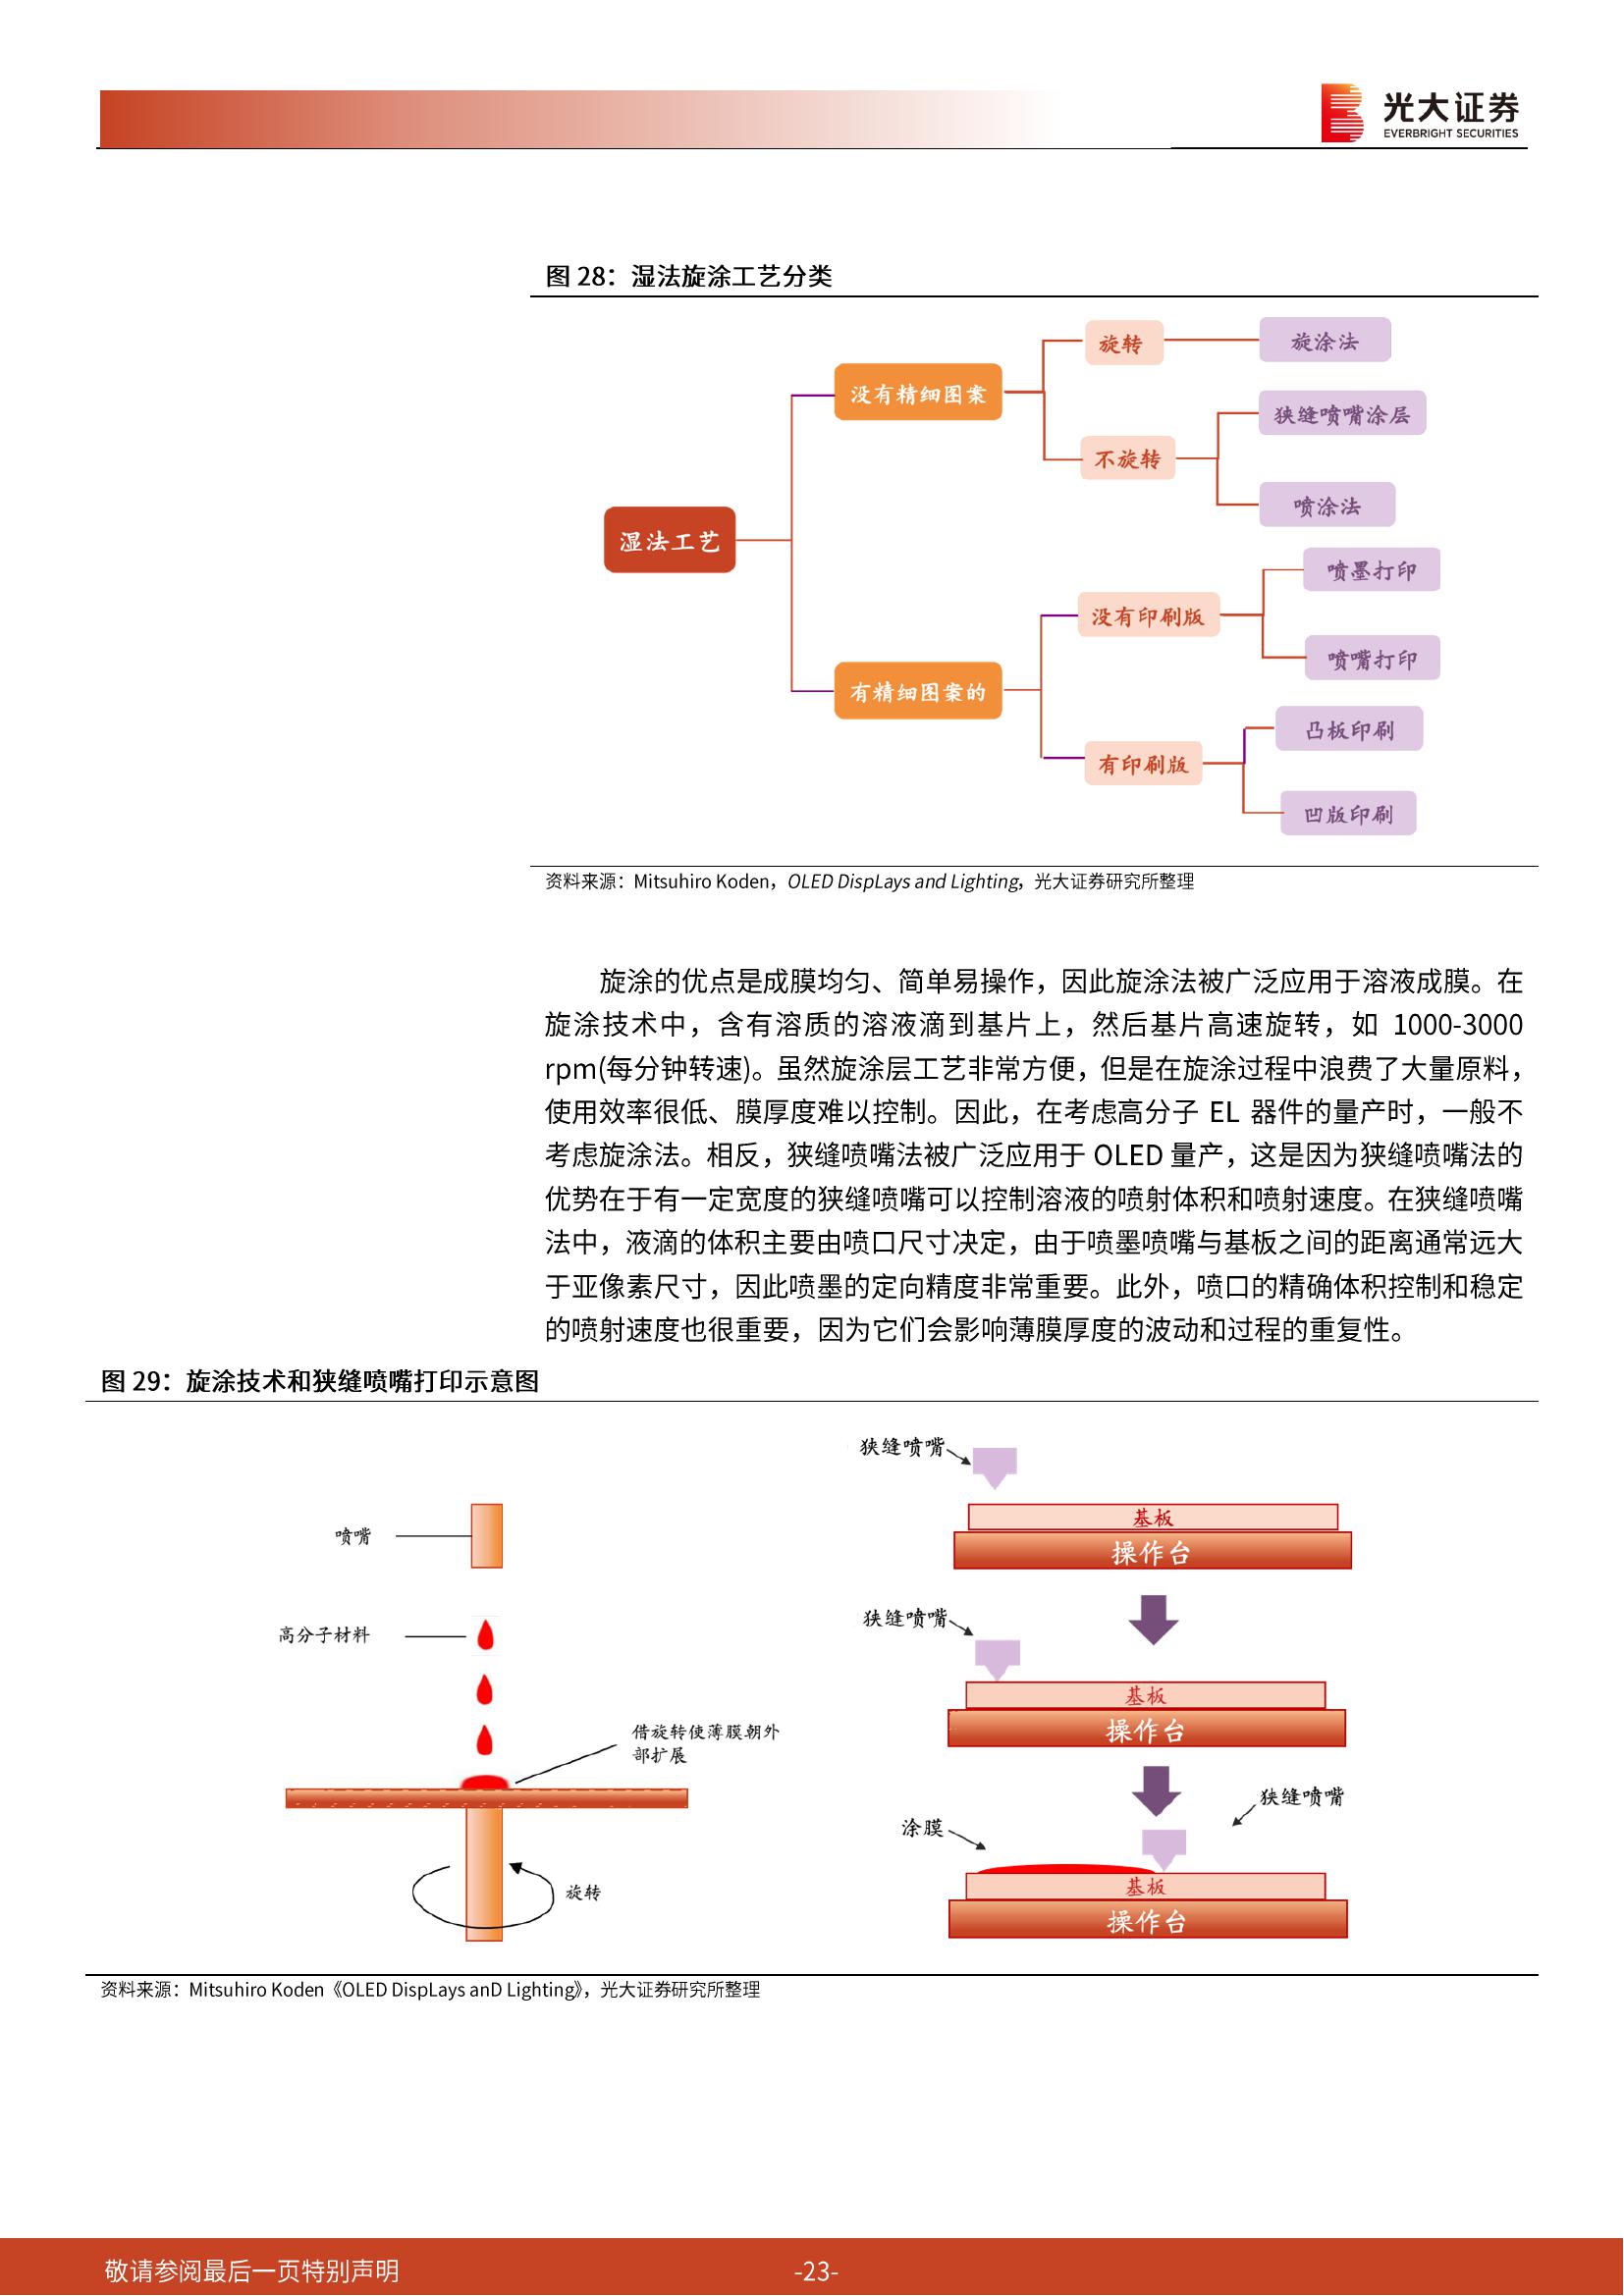 光大证券
EVERBRIGHT SECURITIES
图 28：湿法旋涂工艺分类
旋转
旋涂法
没有精细图案
狭缝喷嘴涂层
不旋转
喷涂法
湿法工艺
喷墨打印
没有印刷版
喷嘴打印
有精细图案的
凸板印刷
有印刷版
凹版印刷
资料来源：Mitsuhiro Koden，OLED DispLays and Lighting，光大证券研究所整理
旋涂的优点是成膜均匀、简单易操作，因此旋涂法被广泛应用于溶液成膜。在
旋涂技术中，含有溶质的溶液滴到基片上，然后基片高速旋转，如 1000-3000
rpm(每分钟转速)。虽然旋涂层工艺非常方便，但是在旋涂过程中浪费了大量原料，
使用效率很低、膜厚度难以控制。因此，在考虑高分子 EL 器件的量产时，一般不
考虑旋涂法。相反，狭缝喷嘴法被广泛应用于 OLED 量产，这是因为狭缝喷嘴法的
优势在于有一定宽度的狭缝喷嘴可以控制溶液的喷射体积和喷射速度。在狭缝喷嘴
法中，液滴的体积主要由喷口尺寸决定，由于喷墨喷嘴与基板之间的距离通常远大
于亚像素尺寸，因此喷墨的定向精度非常重要。此外，喷口的精确体积控制和稳定
的喷射速度也很重要，因为它们会影响薄膜厚度的波动和过程的重复性。
图 29：旋涂技术和狭缝喷嘴打印示意图
喷嘴
高分子材料
借旋转使薄膜朝外
部扩展
旋转
狭缝喷嘴
基板
操作台
狭缝喷嘴
基板
操作台
狭缝喷嘴
涂膜
基板
操作台
资料来源：Mitsuhiro Koden《OLED DispLays anD Lighting》，光大证券研究所整理
敬请参阅最后一页特别声明
-23-